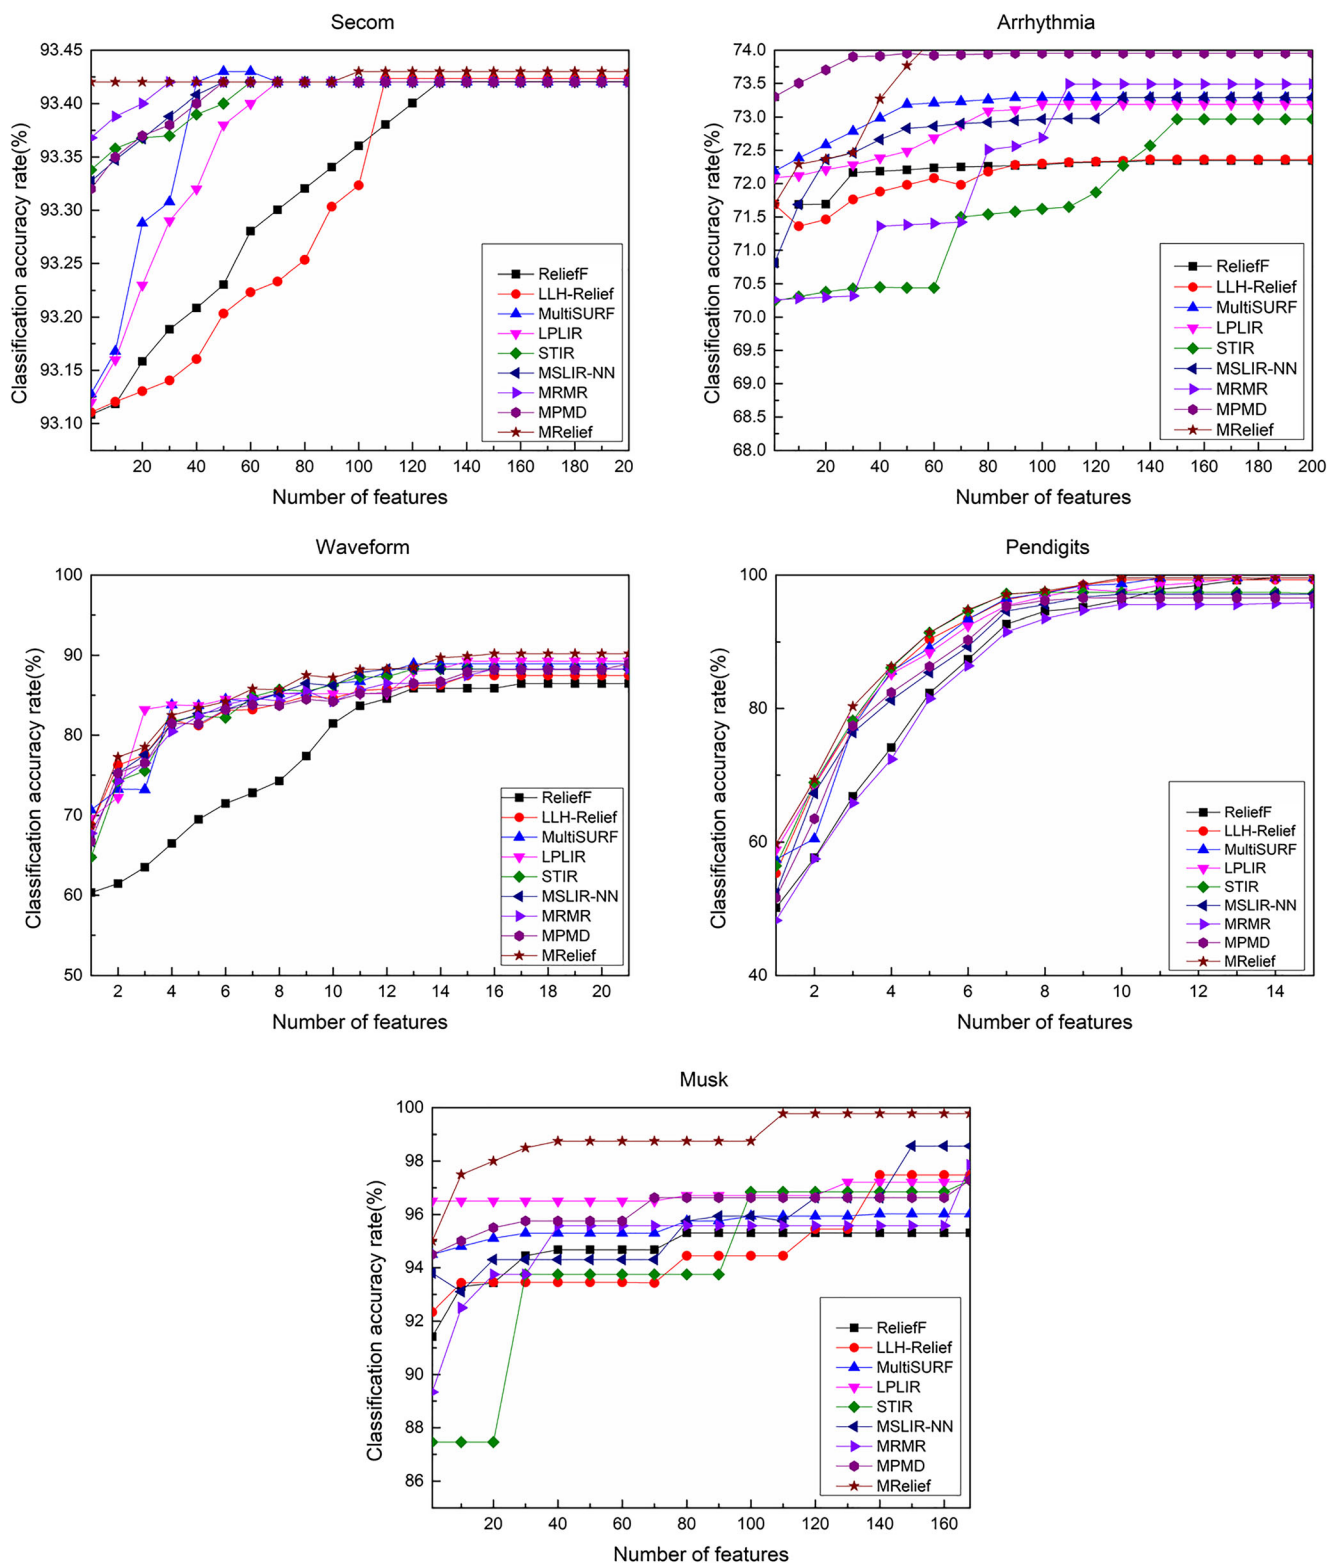 Secom
Classification accuracy rate(%)
93.45
93.40
93.35
93.30
93.25
93.20
93.15
93.10
20 40 60 80 100 120 140 160 180 200
Number of features
ReliefF
LLH-Relief
MultiSURF
LPLIR
STIR
MSLIR-NN
MRMR
MPMD
MRelief
Arrhythmia
Classification accuracy rate(%)
74.0
73.5
73.0
72.5
72.0
71.5
71.0
70.5
70.0
69.5
69.0
68.5
68.0
20 40 60 80 100 120 140 160 180 200
Number of features
ReliefF
LLH-Relief
MultiSURF
LPLIR
STIR
MSLIR-NN
MRMR
MPMD
MRelief
Waveform
Classification accuracy rate(%)
100
90
80
70
60
50
2 4 6 8 10 12 14 16 18 20
Number of features
ReliefF
LLH-Relief
MultiSURF
LPLIR
STIR
MSLIR-NN
MRMR
MPMD
MRelief
Pendigits
Classification accuracy rate(%)
100
80
60
40
2 4 6 8 10 12 14
Number of features
ReliefF
LLH-Relief
MultiSURF
LPLIR
STIR
MSLIR-NN
MRMR
MPMD
MRelief
Musk
Classification accuracy rate(%)
100
98
96
94
92
90
88
86
20 40 60 80 100 120 140 160
Number of features
ReliefF
LLH-Relief
MultiSURF
LPLIR
STIR
MSLIR-NN
MRMR
MPMD
MRelief